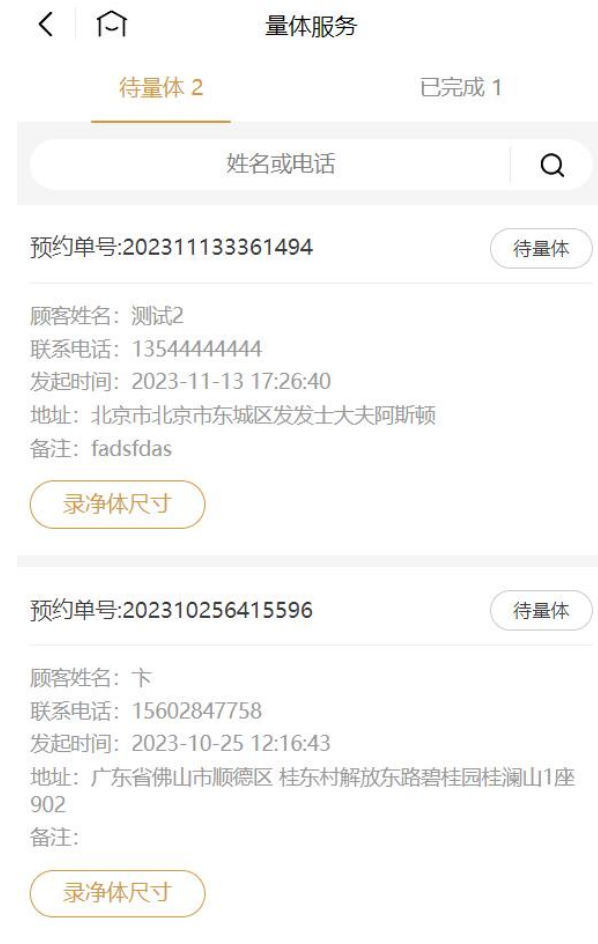 量体服务
待量体 2
已完成 1
姓名或电话
预约单号:202311133361494
待量体
顾客姓名：测试2
联系电话：13544444444
发起时间：2023-11-13 17:26:40
地址：北京市北京市东城区发发士大夫阿斯顿
备注：fadsfdas
录净体尺寸
预约单号:202310256415596
待量体
顾客姓名：卞
联系电话：15602847758
发起时间：2023-10-25 12:16:43
地址：广东省佛山市顺德区 桂东村解放东路碧桂园桂澜山1座
902
备注：
录净体尺寸